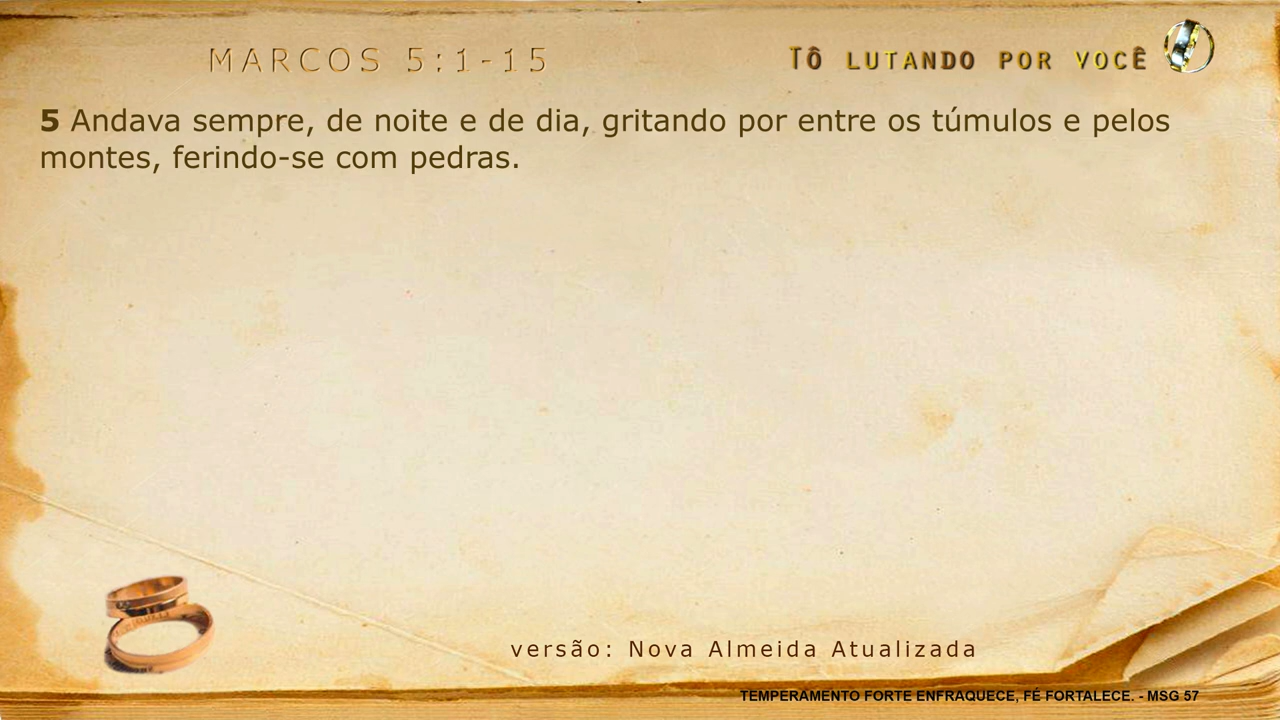 MARCOS 5:1-15
TÔ LUTANDO POR VOCÊ
5 Andava sempre, de noite e de dia, gritando por entre os túmulos e pelos
montes, ferindo-se com pedras.
versão: Nova Almeida Atualizada
TEMPERAMENTO FORTE ENFRAQUECE, FÉ FORTALECE. - MSG 57